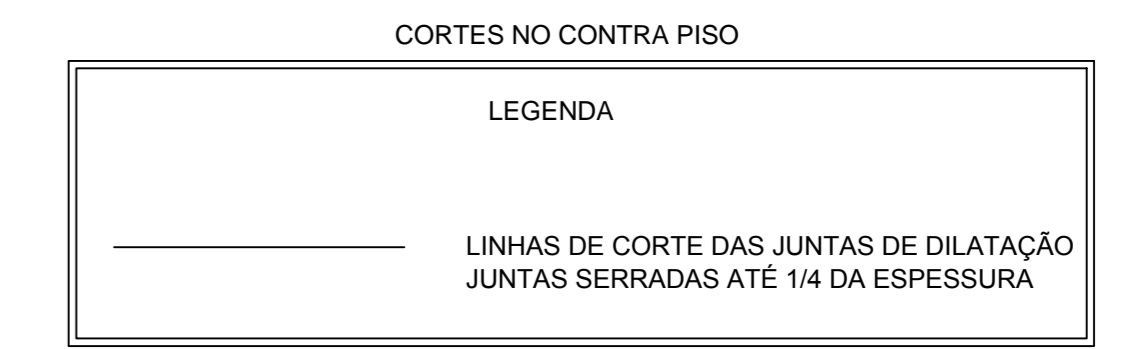 CORTES NO CONTRA PISO
LEGENDA
LINHAS DE CORTE DAS JUNTAS DE DILATAÇÃO
JUNTAS SERRADAS ATÉ 1/4 DA ESPESSURA